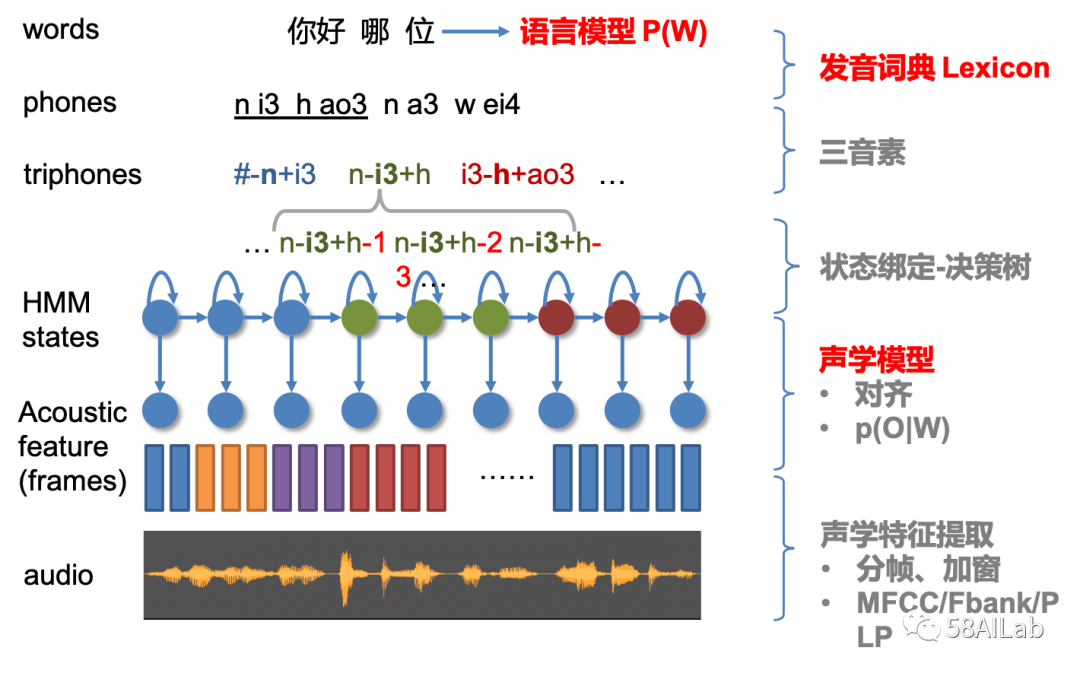 words 你好 哪 位 语言模型 P(W)
发音词典 Lexicon
phones n i3 h ao3 n a3 w ei4
三音素
triphones #-n+i3 n-i3+h i3-h+ao3 …
… n-i3+h-1 n-i3+h-2 n-i3+h-
3 …
状态绑定-决策树
HMM
states
声学模型
• 对齐
• p(O|W)
Acoustic
feature
(frames)
……
声学特征提取
• 分帧、加窗
• MFCC/Fbank/P
LP
audio
58AILab